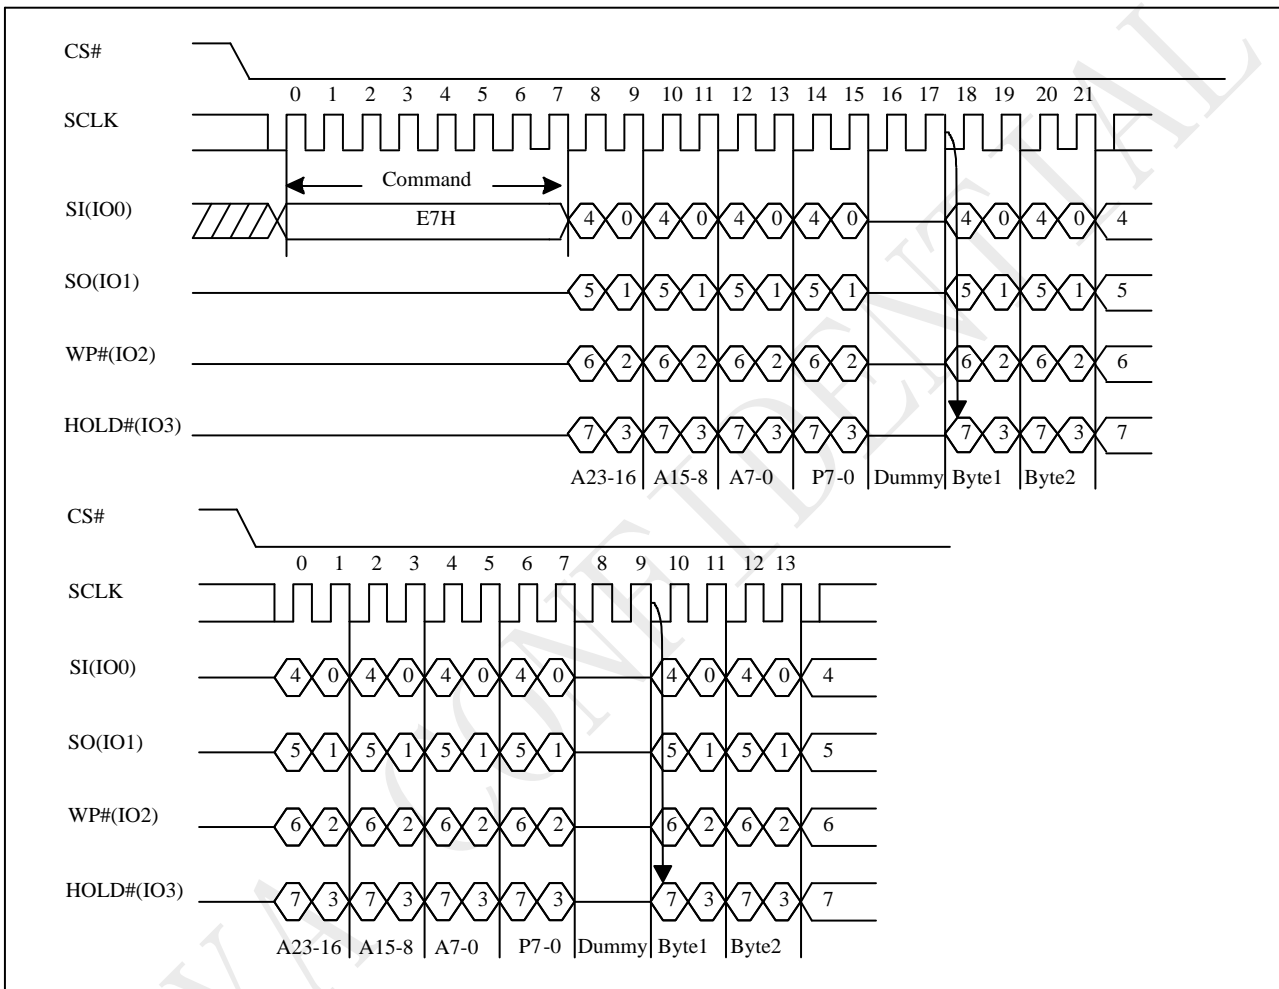 CS#
0 1 2 3 4 5 6 7 8 9 10 11 12 13 14 15 16 17 18 19 20 21
SCLK
Command
SI(IO0) E7H 4 0 4 0 4 0 4 0 4 0 4 0 4
SO(IO1) 5 1 5 1 5 1 5 1 5 1 5 1 5
WP#(IO2) 6 2 6 2 6 2 6 2 6 2 6 2 6
HOLD#(IO3) 7 3 7 3 7 3 7 3 7 3 7 3 7
A23-16 A15-8 A7-0 P7-0 Dummy Byte1 Byte2
CS#
0 1 2 3 4 5 6 7 8 9 10 11 12 13
SCLK
SI(IO0) 4 0 4 0 4 0 4 0 4 0 4 0 4
SO(IO1) 5 1 5 1 5 1 5 1 5 1 5 1 5
WP#(IO2) 6 2 6 2 6 2 6 2 6 2 6 2 6
HOLD#(IO3) 7 3 7 3 7 3 7 3 7 3 7 3 7
A23-16 A15-8 A7-0 P7-0 Dummy Byte1 Byte2
VA CONFIDENTIAL